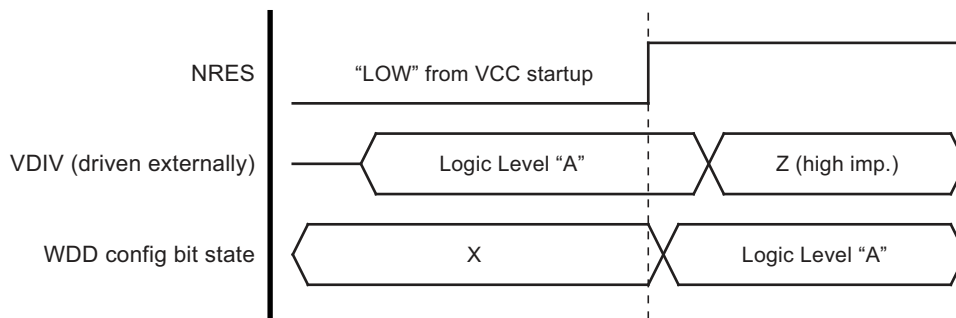 NRES
“LOW” from VCC startup
VDIV (driven externally)
Logic Level “A”
Z (high imp.)
WDD config bit state
X
Logic Level “A”